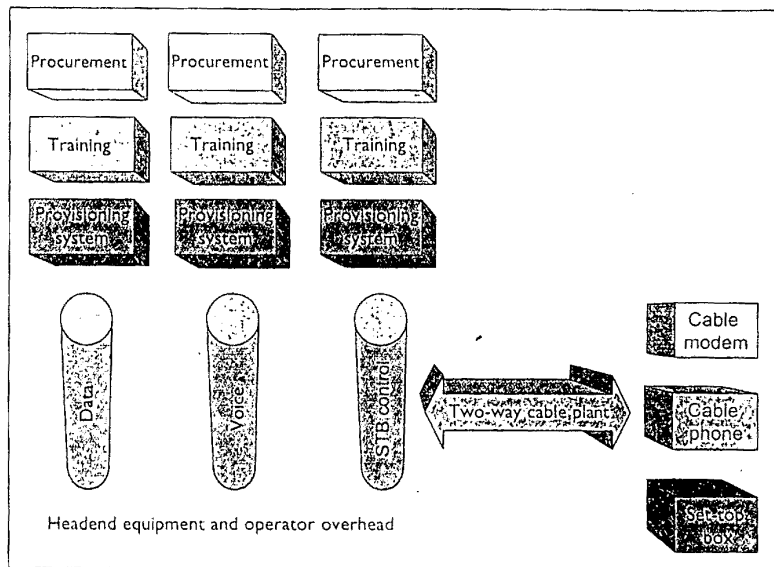 Procurement
Procurement
Procurement
Training
Training
Training
Provisioning
system
Provisioning
system
Provisioning
system
Data
Voice
STB control
Two-way cable plant
Cable
modem
Cable
phone
Set-top
box
Headend equipment and operator overhead